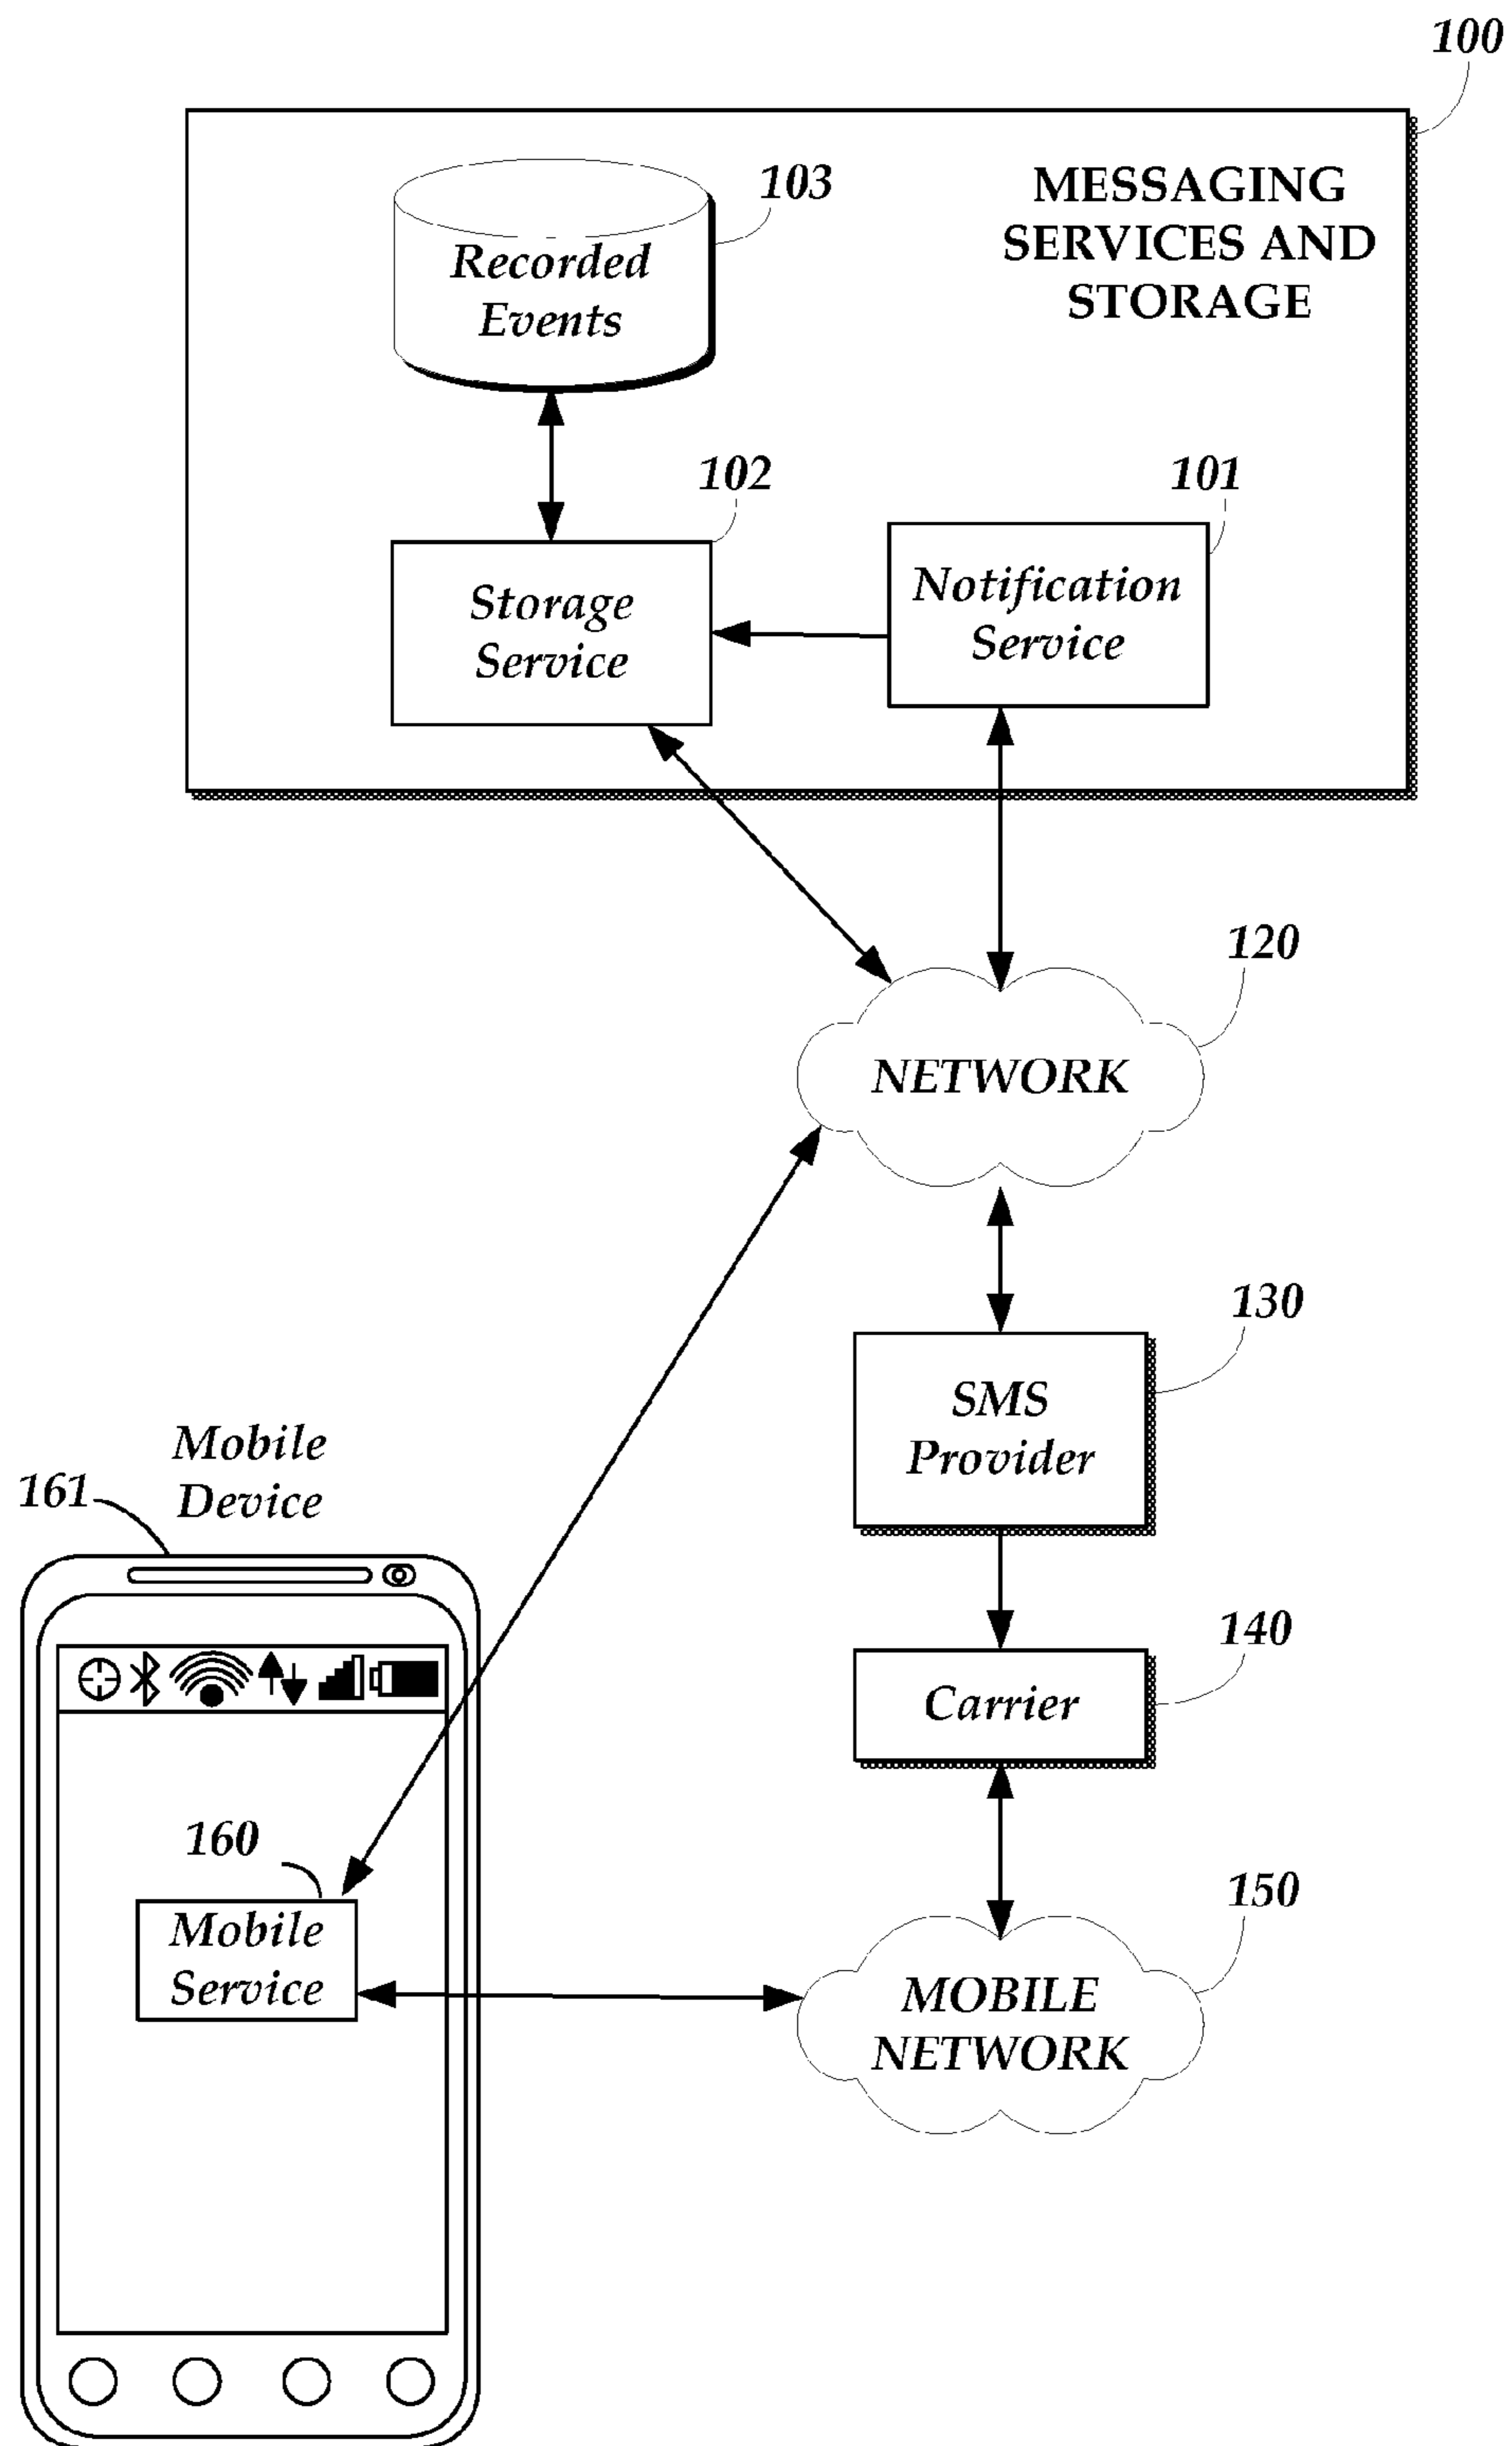 100
103
MESSAGING
SERVICES AND
STORAGE
Recorded
Events
102
101
Storage
Service
Notification
Service
120
NETWORK
130
SMS
Provider
Mobile
Device
161
140
Carrier
160
Mobile
Service
150
MOBILE
NETWORK